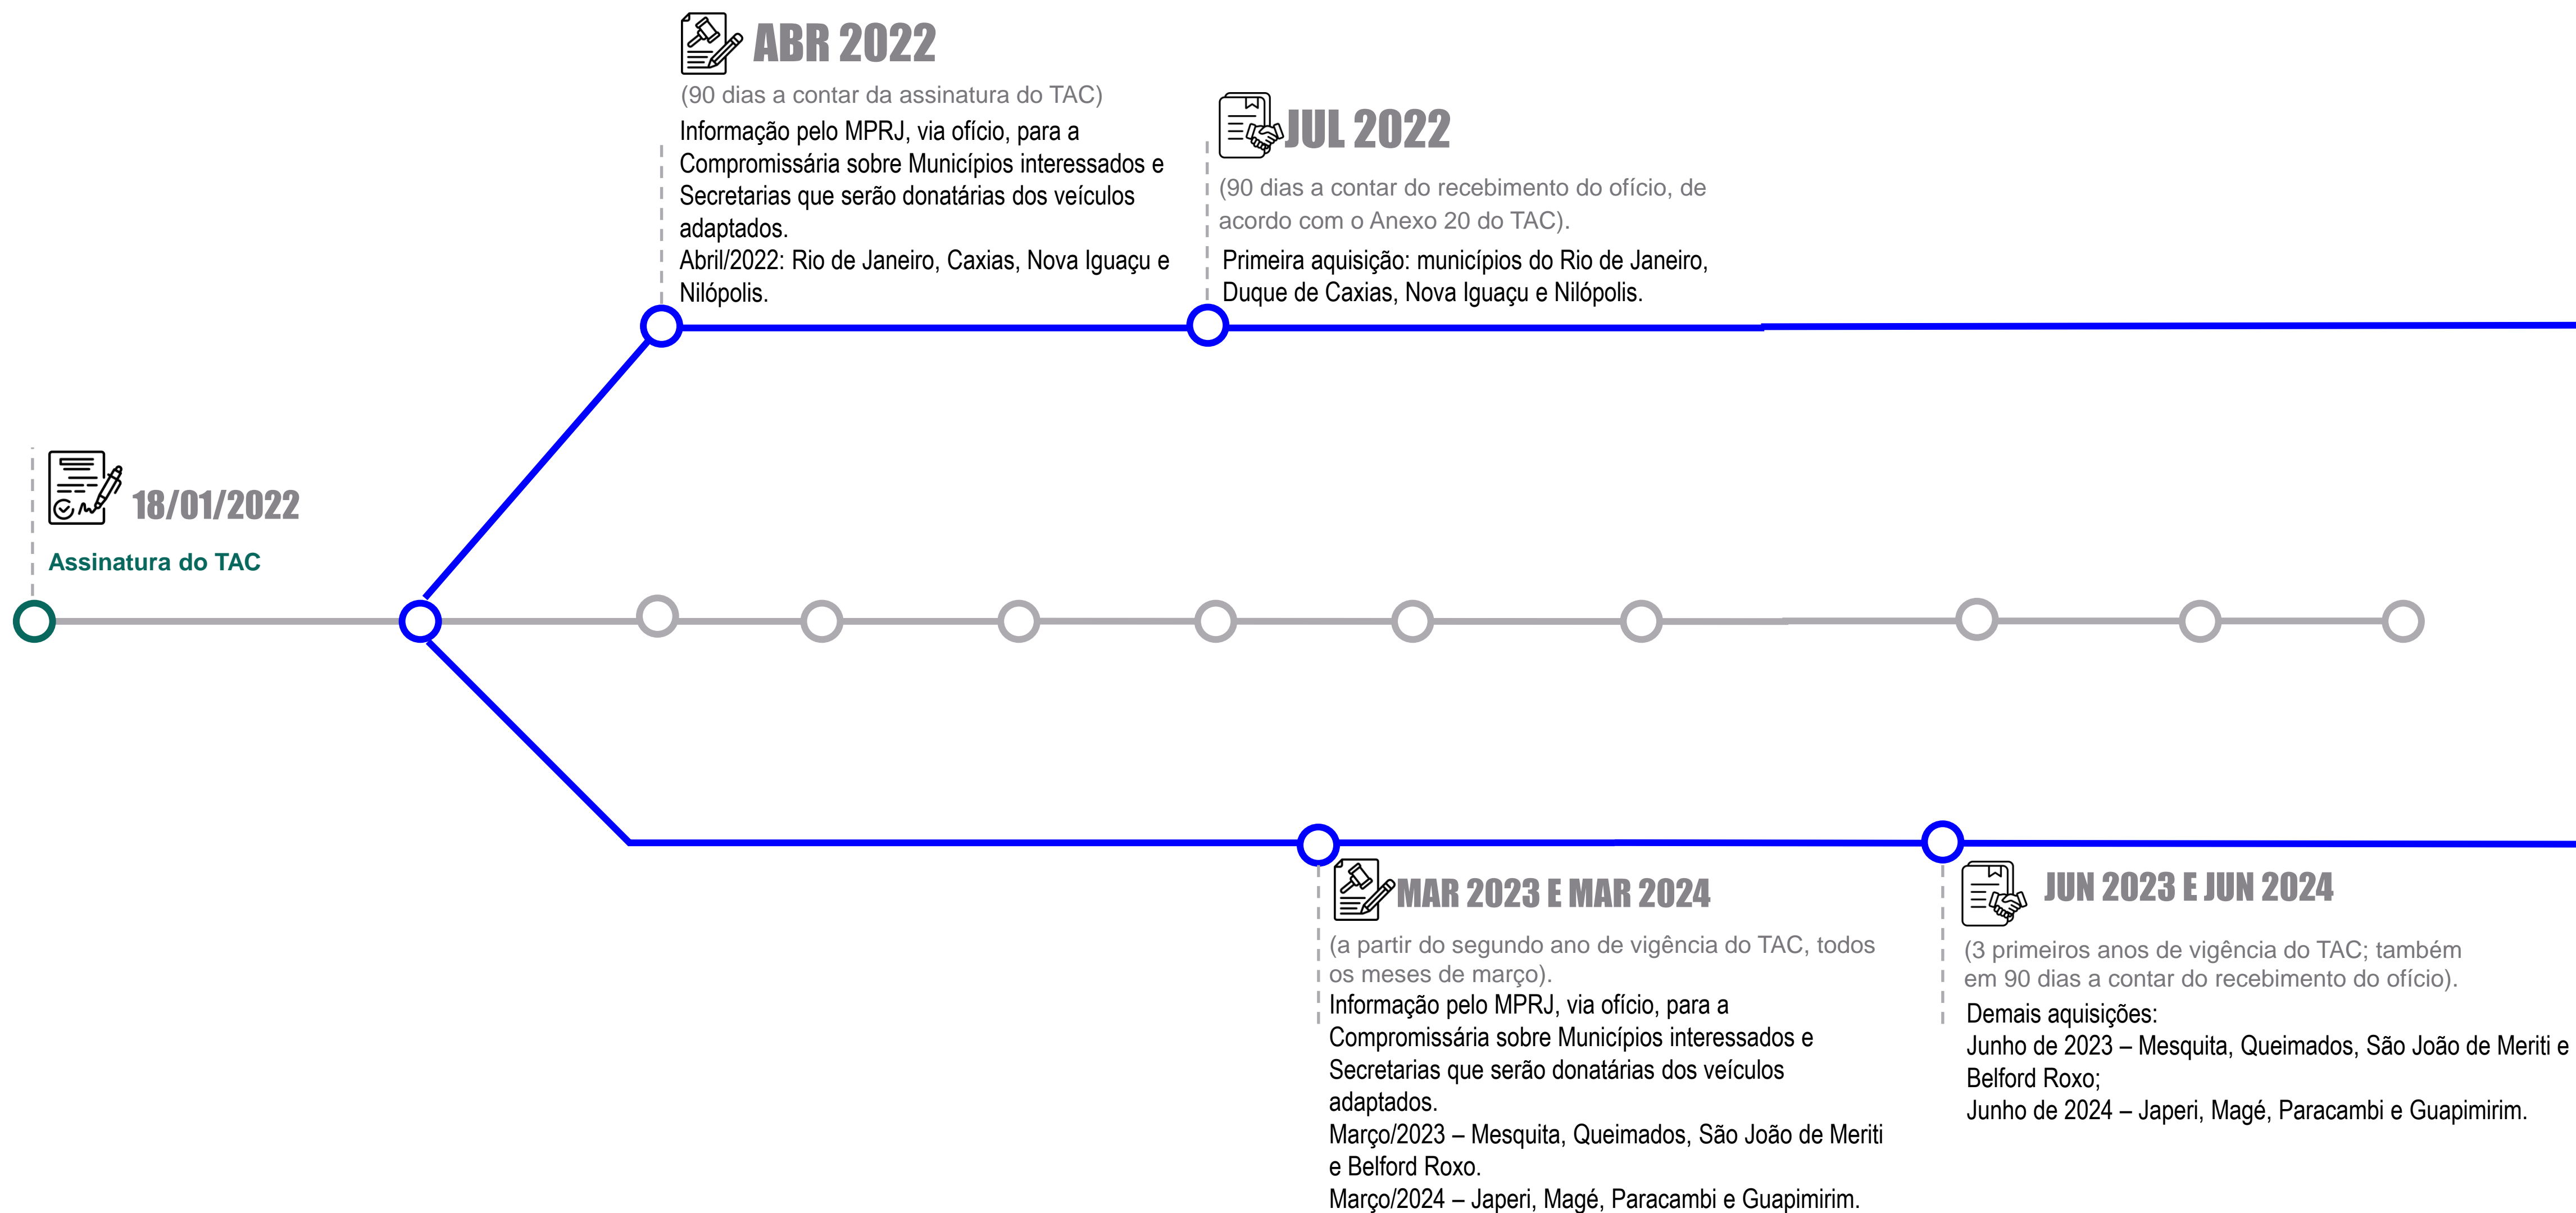 ABR 2022
(90 dias a contar da assinatura do TAC)
Informação pelo MPRJ, via ofício, para a
Compromissária sobre Municípios interessados e
Secretarias que serão donatárias dos veículos
adaptados.
Abril/2022: Rio de Janeiro, Caxias, Nova Iguaçu e
Nilópolis.
JUL 2022
(90 dias a contar do recebimento do ofício, de
acordo com o Anexo 20 do TAC).
Primeira aquisição: municípios do Rio de Janeiro,
Duque de Caxias, Nova Iguaçu e Nilópolis.
18/01/2022
Assinatura do TAC
MAR 2023 E MAR 2024
(a partir do segundo ano de vigência do TAC, todos
os meses de março).
Informação pelo MPRJ, via ofício, para a
Compromissária sobre Municípios interessados e
Secretarias que serão donatárias dos veículos
adaptados.
Março/2023 – Mesquita, Queimados, São João de Meriti
e Belford Roxo.
Março/2024 – Japeri, Magé, Paracambi e Guapimirim.
JUN 2023 E JUN 2024
(3 primeiros anos de vigência do TAC; também
em 90 dias a contar do recebimento do ofício).
Demais aquisições:
Junho de 2023 – Mesquita, Queimados, São João de Meriti e
Belford Roxo;
Junho de 2024 – Japeri, Magé, Paracambi e Guapimirim.